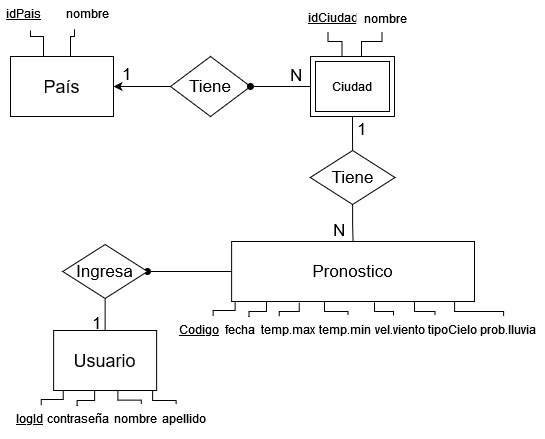 idPais nombre
idCiudad nombre
País
1
Tiene
N
Ciudad
1
Tiene
N
Ingresa
Pronostico
1
Codigo fecha temp.max temp.min vel.viento tipoCielo prob.lluvia
Usuario
logId contraseña nombre apellido